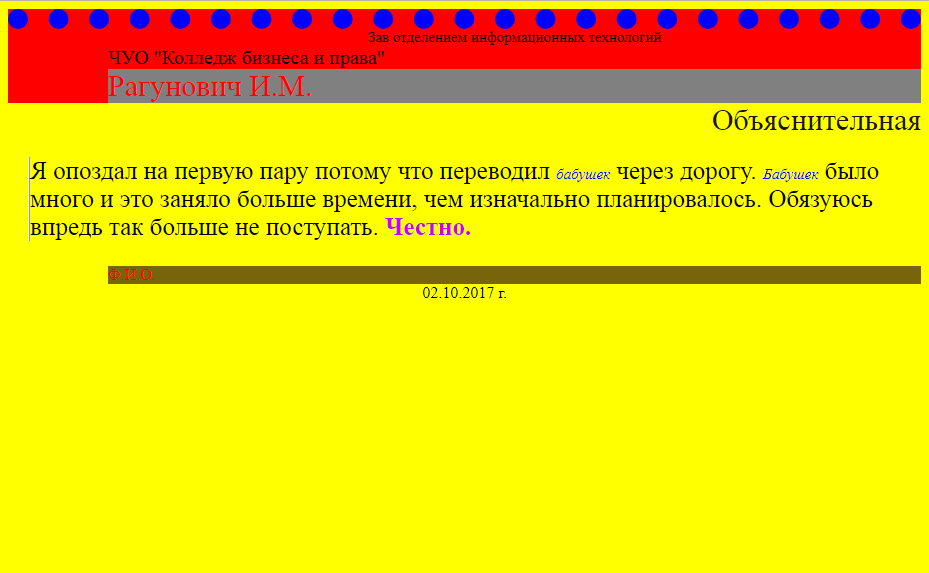 Зав отделением информационных технологий
ЧУО "Колледж бизнеса и права"
Рагунович И.М.
Объяснительная
Я опоздал на первую пару потому что переводил бабушек через дорогу. Бабушек было
много и это заняло больше времени, чем изначально планировалось. Обязуюсь
впредь так больше не поступать. Честно.
Ф.И.О
02.10.2017 г.